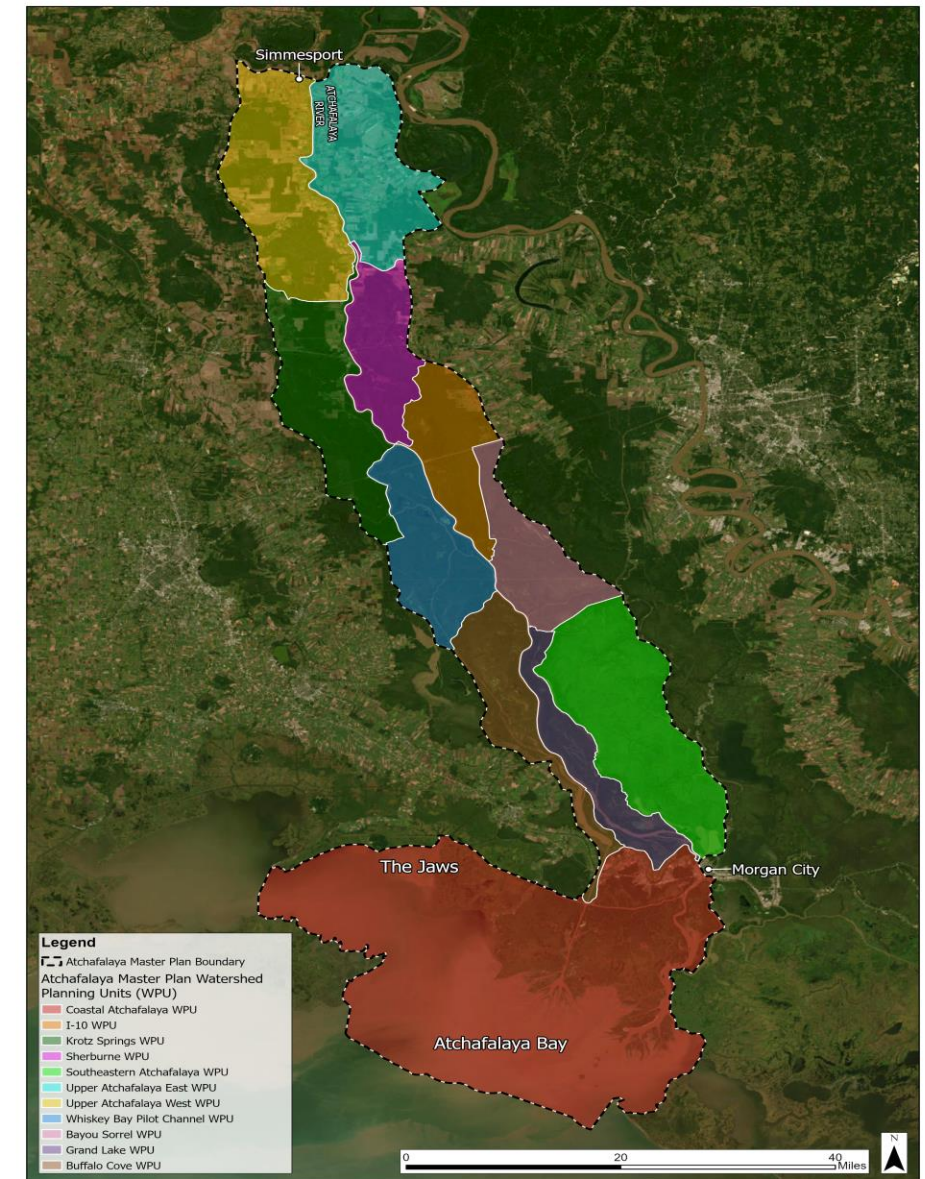 Simmesport
ATCHAFALAYA
RIVER
The Jaws
Morgan City
Atchafalaya Bay
Legend
Atchafalaya Master Plan Boundary
Atchafalaya Master Plan Watershed
Planning Units (WPU)
Coastal Atchafalaya WPU
I-10 WPU
Krotz Springs WPU
Sherburne WPU
Southeastern Atchafalaya WPU
Upper Atchafalaya East WPU
Upper Atchafalaya West WPU
Whiskey Bay Pilot Channel WPU
Bayou Sorrel WPU
Grand Lake WPU
Buffalo Cove WPU
0 20 40
Miles
N